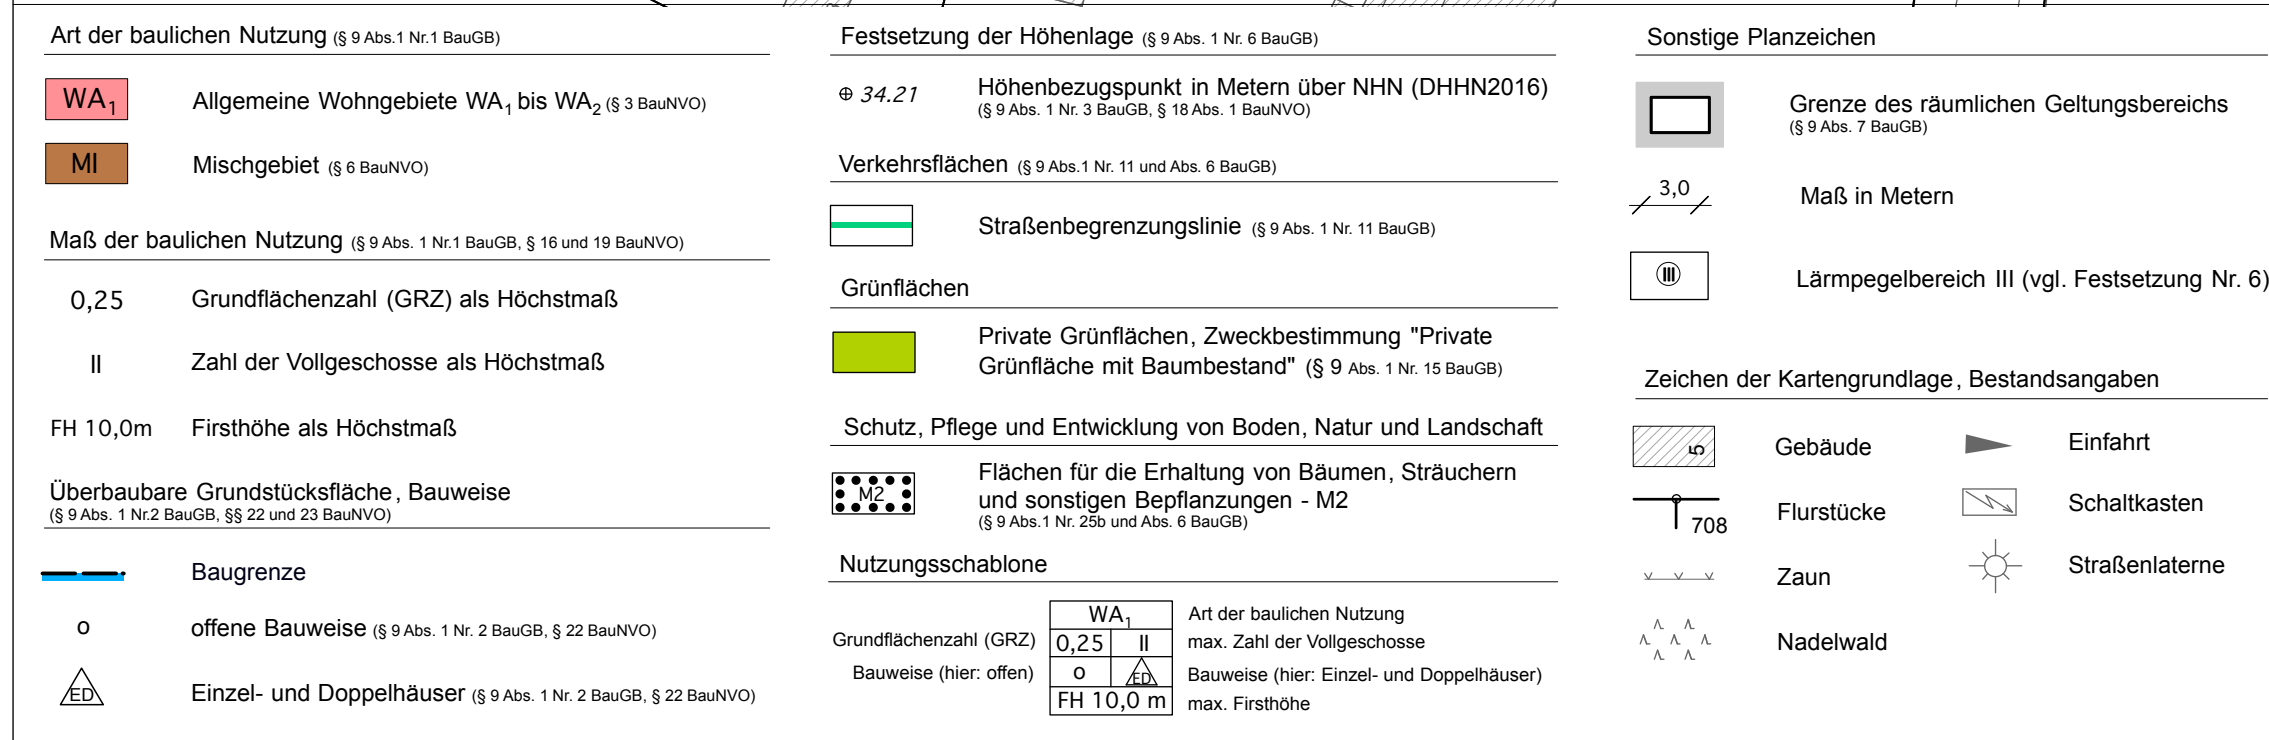 Art der baulichen Nutzung (§ 9 Abs.1 Nr.1 BauGB)
WA1 Allgemeine Wohngebiete WA1 bis WA2 (§ 3 BauNVO)
MI Mischgebiet (§ 6 BauNVO)
Maß der baulichen Nutzung (§ 9 Abs. 1 Nr.1 BauGB, § 16 und 19 BauNVO)
0,25 Grundflächenzahl (GRZ) als Höchstmaß
II Zahl der Vollgeschosse als Höchstmaß
FH 10,0m Firsthöhe als Höchstmaß
Überbaubare Grundstücksfläche, Bauweise
(§ 9 Abs. 1 Nr.2 BauGB, §§ 22 und 23 BauNVO)
Baugrenze
o offene Bauweise (§ 9 Abs. 1 Nr. 2 BauGB, § 22 BauNVO)
ED Einzel- und Doppelhäuser (§ 9 Abs. 1 Nr. 2 BauGB, § 22 BauNVO)
Festsetzung der Höhenlage (§ 9 Abs. 1 Nr. 6 BauGB)
34.21 Höhenbezugspunkt in Metern über NHN (DHHN2016)
(§ 9 Abs. 1 Nr. 3 BauGB, § 18 Abs. 1 BauNVO)
Verkehrsflächen (§ 9 Abs.1 Nr. 11 und Abs. 6 BauGB)
Straßenbegrenzungslinie (§ 9 Abs. 1 Nr. 11 BauGB)
Grünflächen
Private Grünflächen, Zweckbestimmung "Private
Grünfläche mit Baumbestand" (§ 9 Abs. 1 Nr. 15 BauGB)
Schutz, Pflege und Entwicklung von Boden, Natur und Landschaft
Flächen für die Erhaltung von Bäumen, Sträuchern
M2 und sonstigen Bepflanzungen - M2
(§ 9 Abs.1 Nr. 25b und Abs. 6 BauGB)
Nutzungsschablone
WA1 Art der baulichen Nutzung
Grundflächenzahl (GRZ) 0,25 II max. Zahl der Vollgeschosse
Bauweise (hier: offen) o ED Bauweise (hier: Einzel- und Doppelhäuser)
FH 10,0 m max. Firsthöhe
Sonstige Planzeichen
Grenze des räumlichen Geltungsbereichs
(§ 9 Abs. 7 BauGB)
3,0 Maß in Metern
III Lärmpegelbereich III (vgl. Festsetzung Nr. 6)
Zeichen der Kartengrundlage, Bestandsangaben
5 Gebäude
708 Flurstücke
Zaun
Nadelwald
Einfahrt
Schaltkasten
Straßenlaterne